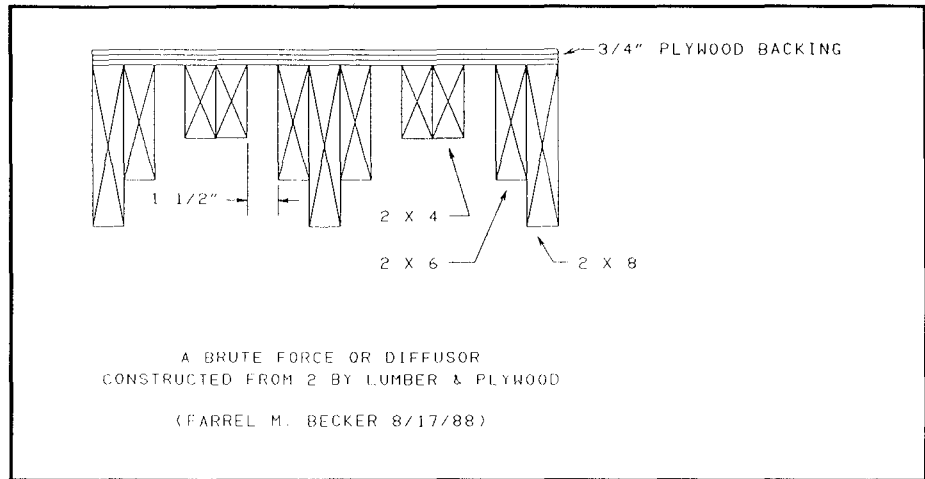 3/4" PLYWOOD BACKING
1 1/2"
2 X 4
2 X 6
2 X 8
A BRUTE FORCE QR DIFFUSOR
CONSTRUCTED FROM 2 BY LUMBER & PLYWOOD
(FARREL M. BECKER 8/17/88)